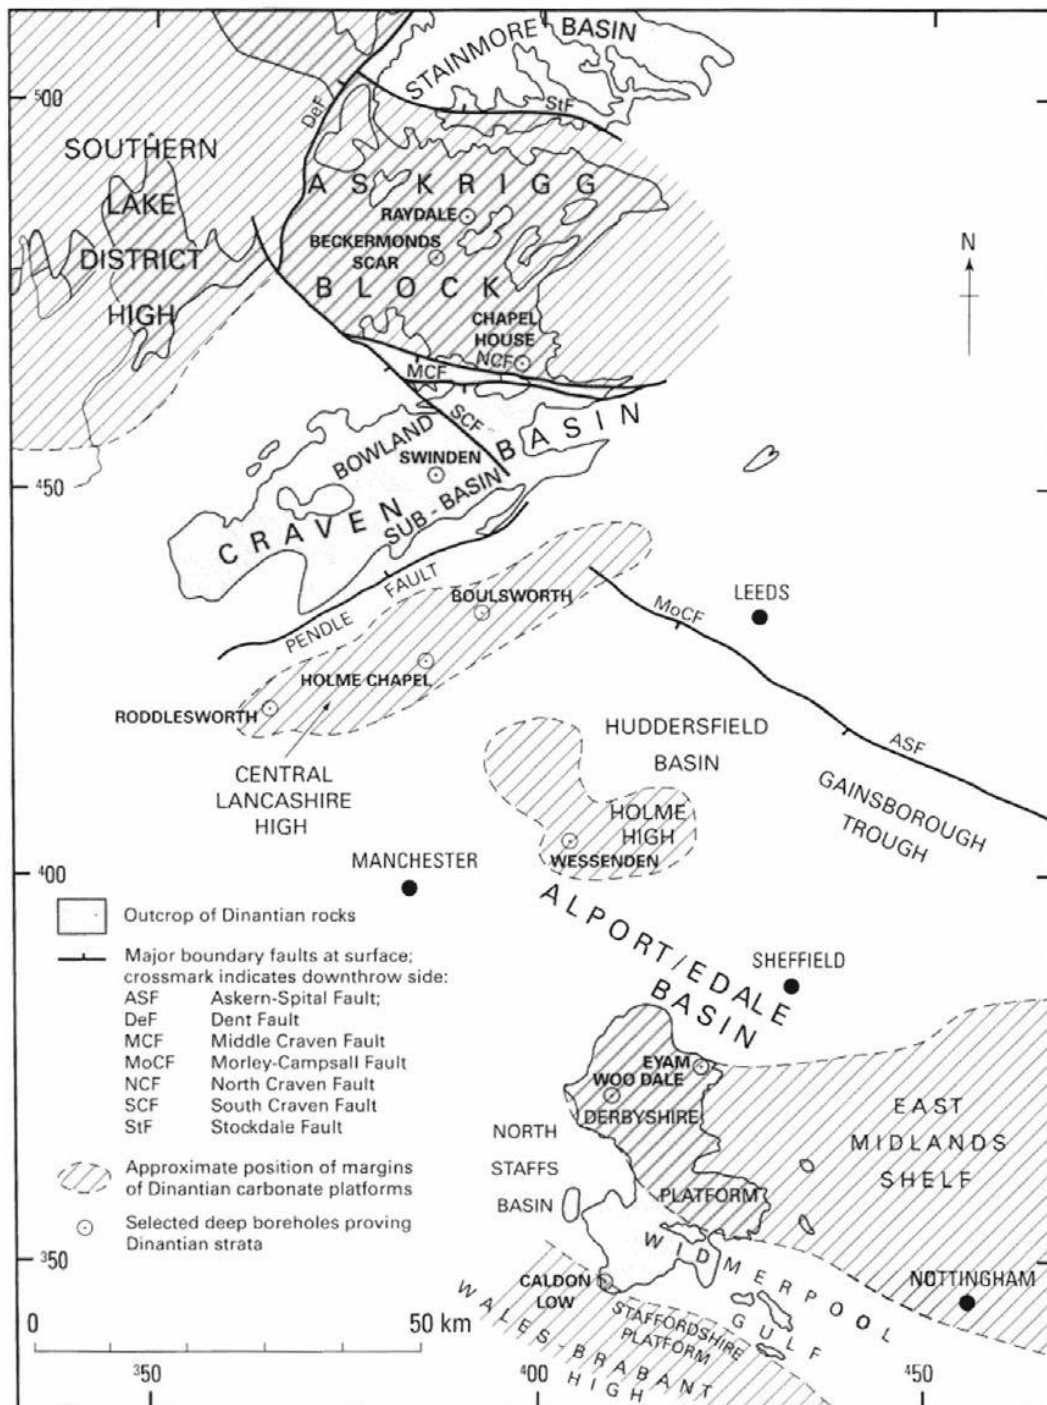 STAINMORE BASIN
500
DeF
StF
SOUTHERN
LAKE
DISTRICT
HIGH
ASKRIGG
RAYDALE
BECKERMONDS
SCAR
BLOCK
N
CHAPEL
HOUSE
NCF
MCF
SCF
CRAVEN BASIN
BOWLAND
SUB-BASIN
SWINDEN
450
PENDLE FAULT
BOULSWORTH
HOLME CHAPEL
RODDLESWORTH
MoCF
LEEDS
CENTRAL
LANCASHIRE
HIGH
HUDDERSFIELD
BASIN
ASF
GAINSBOROUGH
TROUGH
HOLME
HIGH
WESSENDEN
MANCHESTER
400
ALPORT/EDALE
BASIN
SHEFFIELD
Outcrop of Dinantian rocks
Major boundary faults at surface;
crossmark indicates downthrow side:
ASF Askern-Spital Fault;
DeF Dent Fault
MCF Middle Craven Fault
MoCF Morley-Campsall Fault
NCF North Craven Fault
SCF South Craven Fault
StF Stockdale Fault
Approximate position of margins
of Dinantian carbonate platforms
Selected deep boreholes proving
Dinantian strata
EYAM
WOO DALE
DERBYSHIRE
PLATFORM
NORTH
STAFFS
BASIN
EAST
MIDLANDS
SHELF
350
WIDMERPOOL
GULF
NOTTINGHAM
CALDON
LOW
STAFFORDSHIRE
PLATFORM
WALES-BRABANT
HIGH
0 50 km
350 400 450